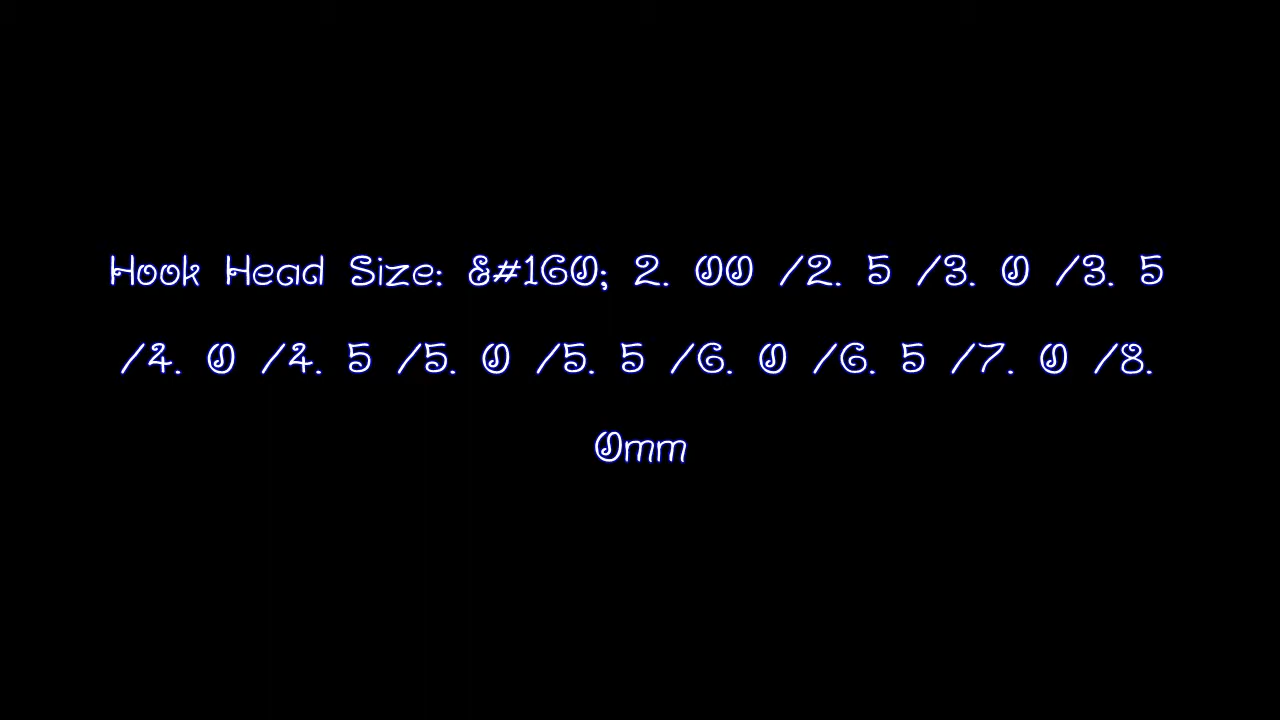 Hook Head Size: &#160; 2. 00 /2. 5 /3. 0 /3. 5
/4. 0 /4. 5 /5. 0 /5. 5 /6. 0 /6. 5 /7. 0 /8.
0mm